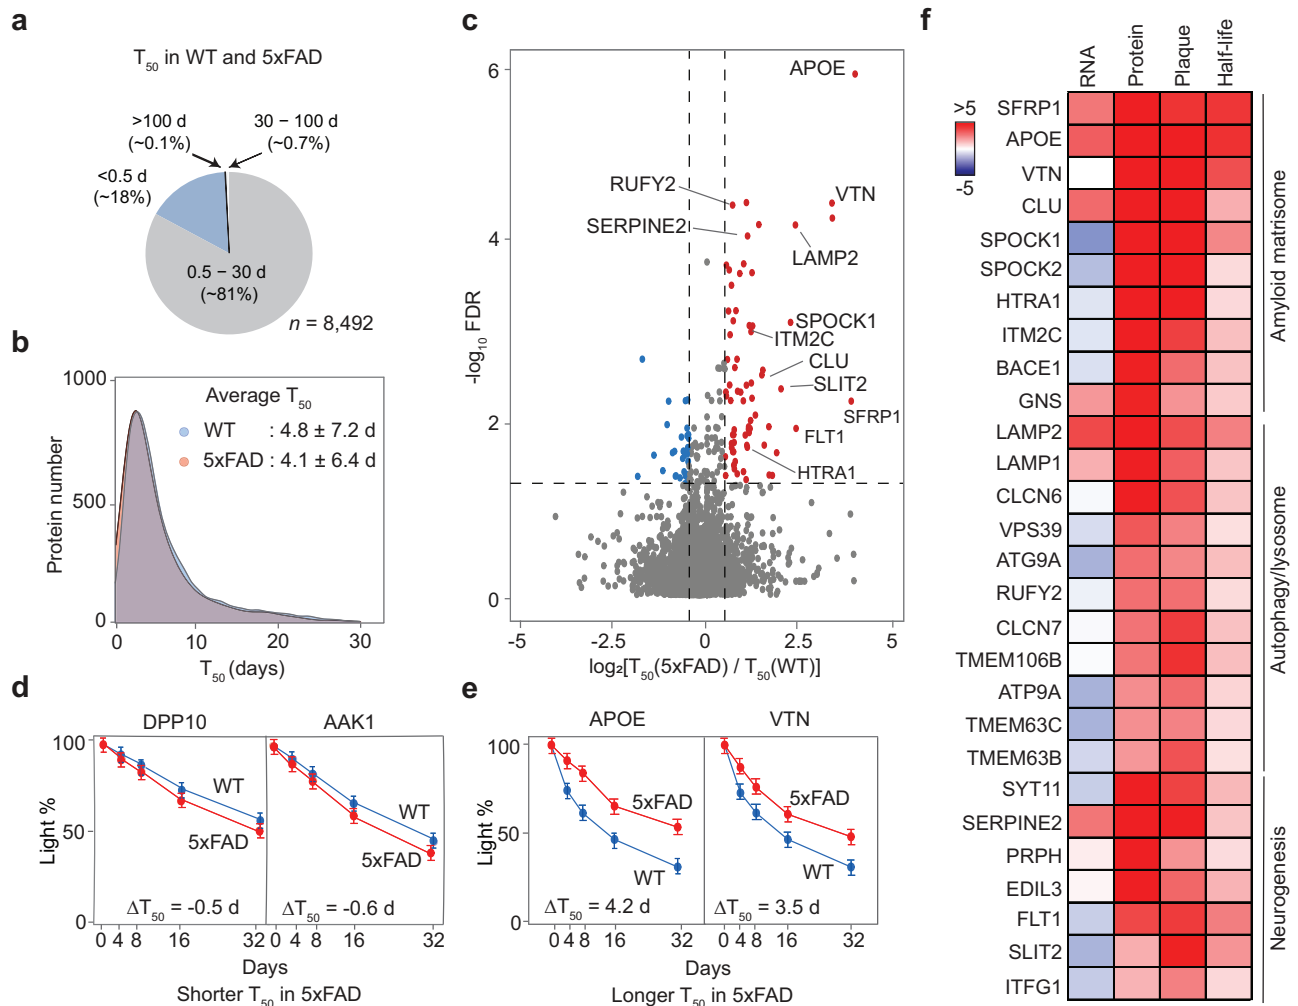 a
T50 in WT and 5xFAD
>100 d
(~0.1%)
30 – 100 d
(~0.7%)
<0.5 d
(~18%)
0.5 – 30 d
(~81%)
n = 8,492
b
1000
500
0
Protein number
Average T50
WT : 4.8 ± 7.2 d
5xFAD : 4.1 ± 6.4 d
0 10 20 30
T50 (days)
c
6
4
2
0
-log10 FDR
APOE
RUFY2
VTN
SERPINE2
LAMP2
SPOCK1
ITM2C
CLU
SLIT2
SFRP1
FLT1
HTRA1
-5 -2.5 0 2.5 5
log2[T50(5xFAD) / T50(WT)]
d
DPP10 AAK1
100
50
0
Light %
WT
5xFAD
ΔT50 = -0.5 d
WT
5xFAD
ΔT50 = -0.6 d
0 4 8 16 32 0 4 8 16 32
Days
Shorter T50 in 5xFAD
e
APOE VTN
100
50
0
Light %
5xFAD
WT
ΔT50 = 4.2 d
5xFAD
WT
ΔT50 = 3.5 d
0 4 8 16 32 0 4 8 16 32
Days
Longer T50 in 5xFAD
f
RNA Protein Plaque Half-life
>5
-5
SFRP1
APOE
VTN
CLU
SPOCK1
SPOCK2
HTRA1
ITM2C
BACE1
GNS
LAMP2
LAMP1
CLCN6
VPS39
ATG9A
RUFY2
CLCN7
TMEM106B
ATP9A
TMEM63C
TMEM63B
SYT11
SERPINE2
PRPH
EDIL3
FLT1
SLIT2
ITFG1
Amyloid matrisome
Autophagy/lysosome
Neurogenesis